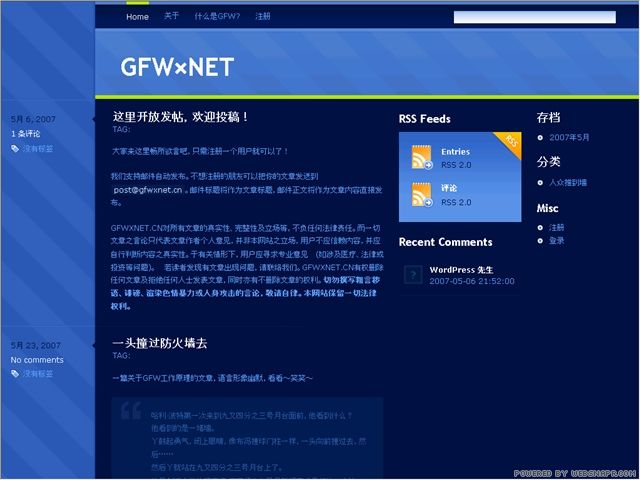 Home 关于 什么是GFW? 注册
GFW×NET
5月 6, 2007
1 条评论
没有标签
这里开放发帖，欢迎投稿！
TAG:
大家来这里畅所欲言吧，只需注册一个用户就可以了！
我们支持邮件自动发布。不想注册的朋友可以把你的文章发送到
post@gfwxnet.cn 。邮件标题将作为文章标题，邮件正文将作为文章内容直接发
布。
GFWXNET.CN对所有文章的真实性、完整性及立场等，不负任何法律责任。而一切
文章之言论只代表文章作者个人意见，并非本网站之立场，用户不应信赖内容，并应
自行判断内容之真实性。于有关情形下，用户应寻求专业意见 （如涉及医疗、法律或
投资等问题）。 若读者发现有文章出现问题，请联络我们。GFWXNET.CN有权删除
任何文章及拒绝任何人士发表文章，同时亦有不删除文章的权利。切勿撰写粗言秽
语、诽谤、渲染色情暴力或人身攻击的言论，敬请自律。本网站保留一切法律
权利。
5月 23, 2007
No comments
没有标签
一头撞过防火墙去
TAG:
一篇关于GFW工作原理的文章，语言形象幽默，看看～笑笑～
哈利·波特第一次来到九又四分之三号月台面前，他看到什么？
他看到的是一堵墙。
丫鼓起勇气，闭上眼睛，像布冯撞球门柱一样，一头向前撞过去，然
后……
然后丫就站在九又四分之三号月台上了。
RSS Feeds
RSS
Entries
RSS 2.0
评论
RSS 2.0
Recent Comments
WordPress 先生
2007-05-06 21:52:00
存档
2007年5月
分类
人众推到墙
Misc
注册
登录
POWERED BY WEBSNAPR.COM